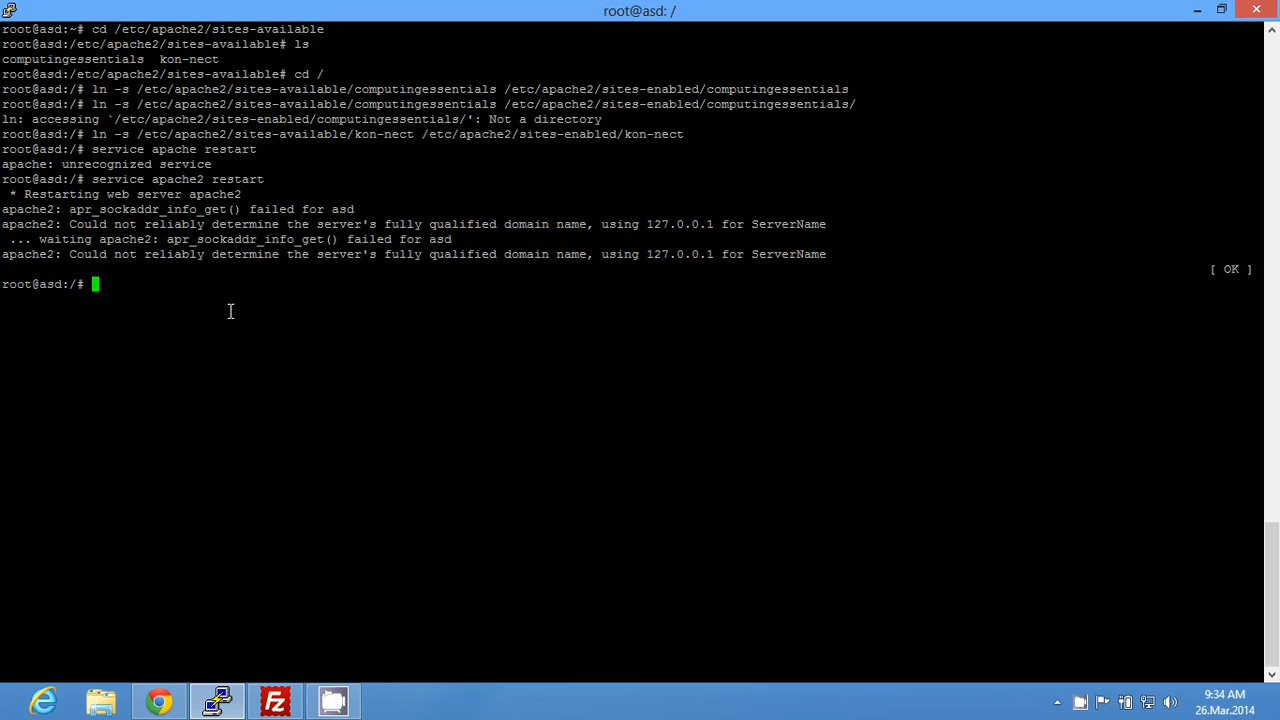 root@asd: /
root@asd:~# cd /etc/apache2/sites-available
root@asd:/etc/apache2/sites-available# ls
computingessentials  kon-nect
root@asd:/etc/apache2/sites-available# cd /
root@asd:/# ln -s /etc/apache2/sites-available/computingessentials /etc/apache2/sites-enabled/computingessentials
root@asd:/# ln -s /etc/apache2/sites-available/computingessentials /etc/apache2/sites-enabled/computingessentials/
ln: accessing `/etc/apache2/sites-enabled/computingessentials/': Not a directory
root@asd:/# ln -s /etc/apache2/sites-available/kon-nect /etc/apache2/sites-enabled/kon-nect
root@asd:/# service apache restart
apache: unrecognized service
root@asd:/# service apache2 restart
 * Restarting web server apache2
apache2: apr_sockaddr_info_get() failed for asd
apache2: Could not reliably determine the server's fully qualified domain name, using 127.0.0.1 for ServerName
 ... waiting apache2: apr_sockaddr_info_get() failed for asd
apache2: Could not reliably determine the server's fully qualified domain name, using 127.0.0.1 for ServerName
[ OK ]
root@asd:/#
Fz
9:34 AM
26.Mar.2014